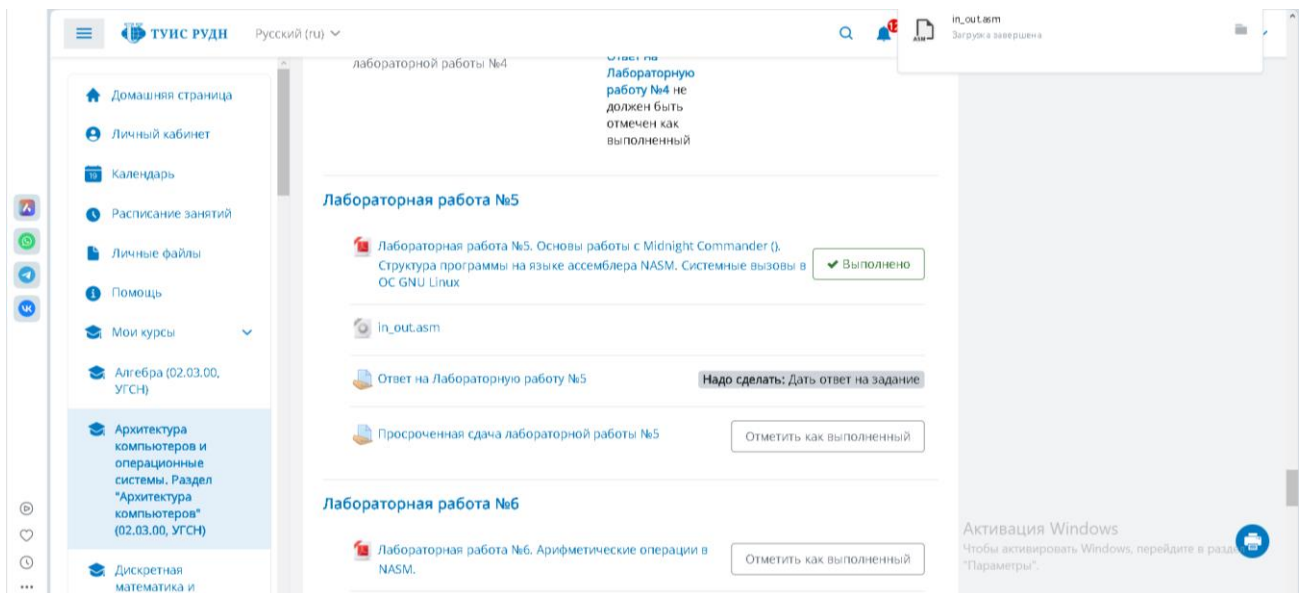 ТУИС РУДН
Русский (ru)
in_out.asm
Загрузка завершена
ASM
Домашняя страница
Личный кабинет
19
Календарь
Расписание занятий
Личные файлы
Помощь
Мои курсы
Алгебра (02.03.00,
УГСН)
Архитектура
компьютеров и
операционные
системы. Раздел
"Архитектура
компьютеров"
(02.03.00, УГСН)
Дискретная
математика и
лабораторной работы №4
Ответ на
Лабораторную
работу №4 не
должен быть
отмечен как
выполненный
Лабораторная работа №5
Лабораторная работа №5. Основы работы с Midnight Commander ().
Структура программы на языке ассемблера NASM. Системные вызовы в
ОС GNU Linux
Выполнено
in_out.asm
Ответ на Лабораторную работу №5
Надо сделать: Дать ответ на задание
Просроченная сдача лабораторной работы №5
Отметить как выполненный
Лабораторная работа №6
Лабораторная работа №6. Арифметические операции в
NASM.
Отметить как выполненный
Активация Windows
Чтобы активировать Windows, перейдите в раздел
"Параметры".